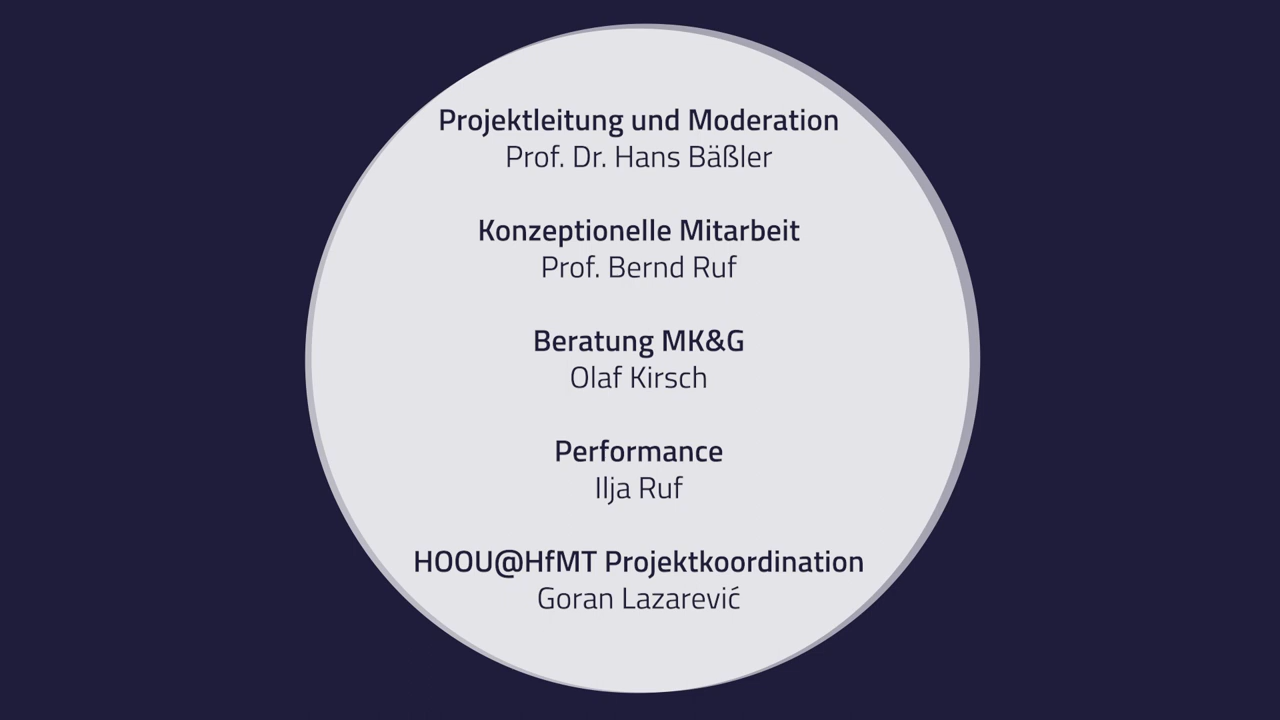 Projektleitung und Moderation
Prof. Dr. Hans Bäßler
Konzeptionelle Mitarbeit
Prof. Bernd Ruf
Beratung MK&G
Olaf Kirsch
Performance
Ilja Ruf
HOOU@HfMT Projektkoordination
Goran Lazarević